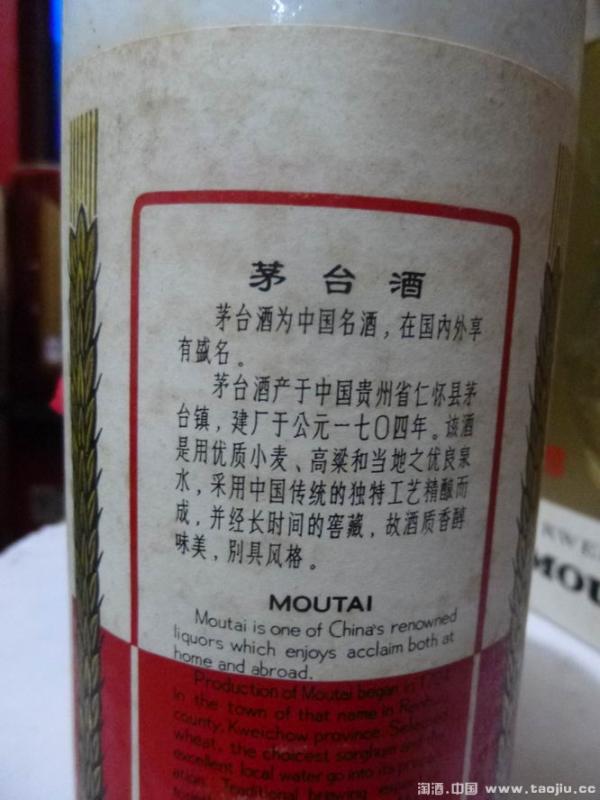 茅台酒
茅台酒为中国名酒，在国内外享
有盛名。
茅台酒产于中国贵州省仁怀县茅
台镇，建厂于公元一七〇四年。该酒
是用优质小麦、高粱和当地之优良泉
水，采用中国传统的独特工艺精酿而
成，并经长时间的窖藏，故酒质香醇
味美，别具风格。
MOUTAI
Moutai is one of China's renowned
liquors which enjoys acclaim both at
home and abroad.
Production of Moutai began in
in the town of that name in
county, Kweichow province.
wheat, the choicest sorghum and
excellent local water go into its
Traditional brewing
KWE
MOU
淘酒.中国 www.taojiu.cc